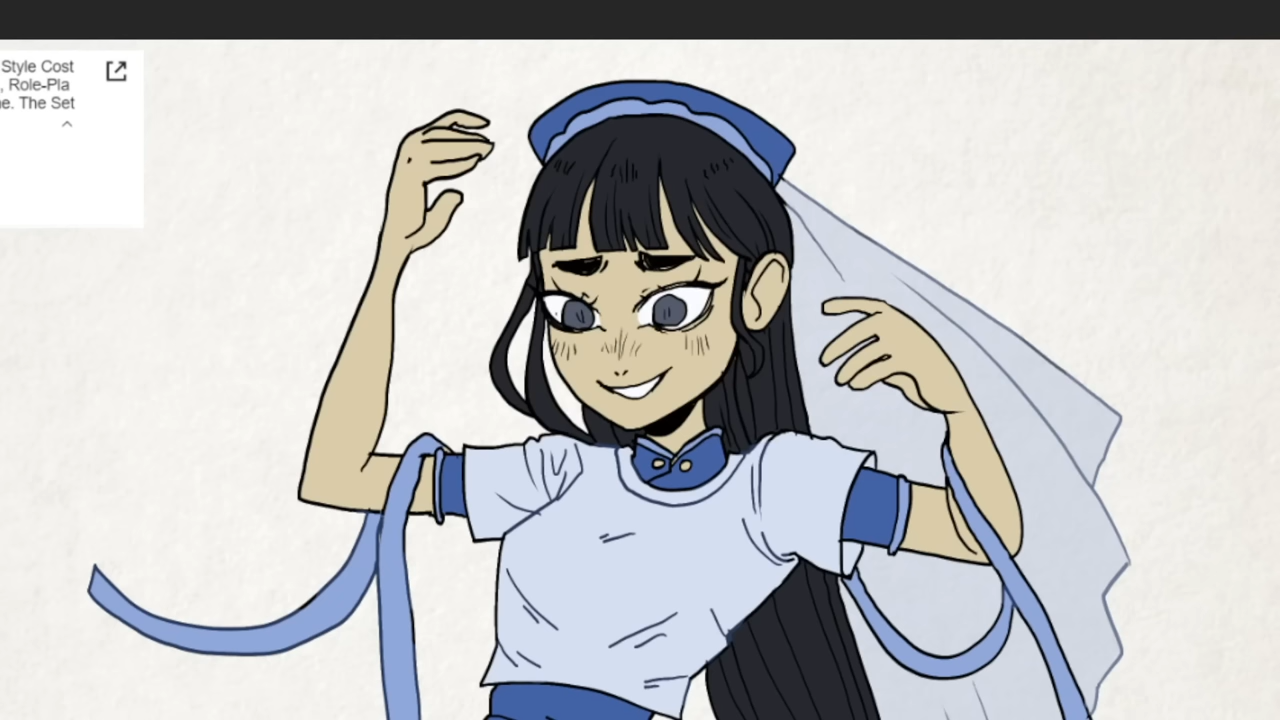 Style Cost
, Role-Pla
e. The Set